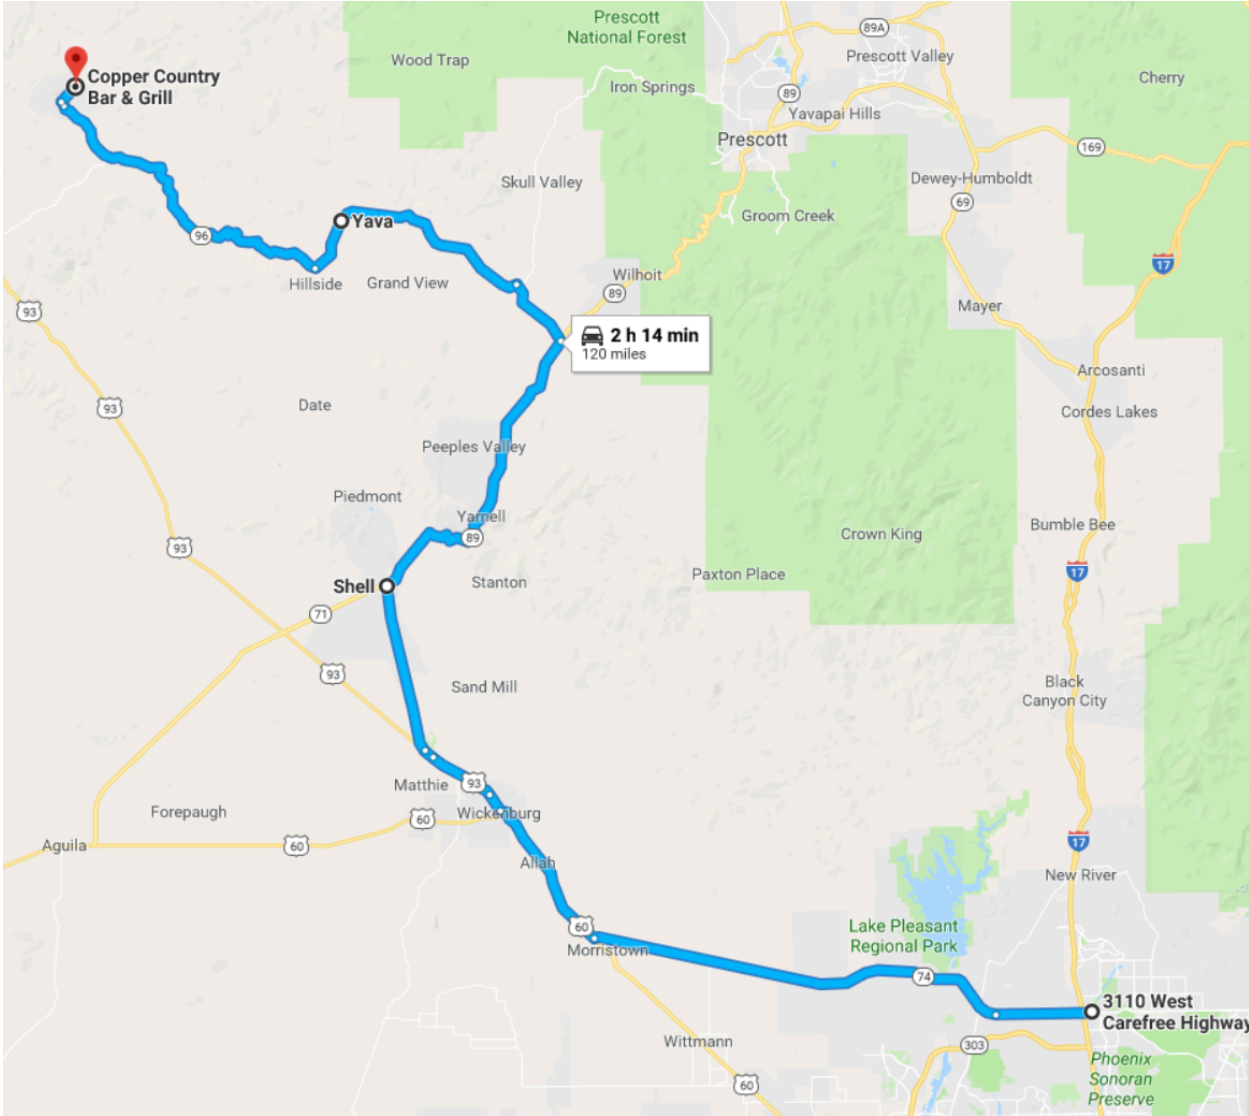 Prescott
National Forest
89A
Wood Trap
Prescott Valley
Copper Country
Bar & Grill
Iron Springs
Cherry
89
Yavapai Hills
Prescott
169
Skull Valley
Dewey-Humboldt
69
Groom Creek
Yava
96
17
Wilhoit
Hillside
Grand View
89
93
Mayer
2 h 14 min
120 miles
Arcosanti
93
Date
Cordes Lakes
Peeples Valley
Piedmont
Yarnell
Bumble Bee
89
Crown King
93
17
Paxton Place
Shell
Stanton
71
93
Sand Mill
Black
Canyon City
Matthie
93
Forepaugh
60
Wickenburg
17
Aguila
60
Allah
New River
60
Lake Pleasant
Regional Park
Morristown
74
3110 West
Carefree Highway
Wittmann
303
Phoenix
Sonoran
Preserve
60